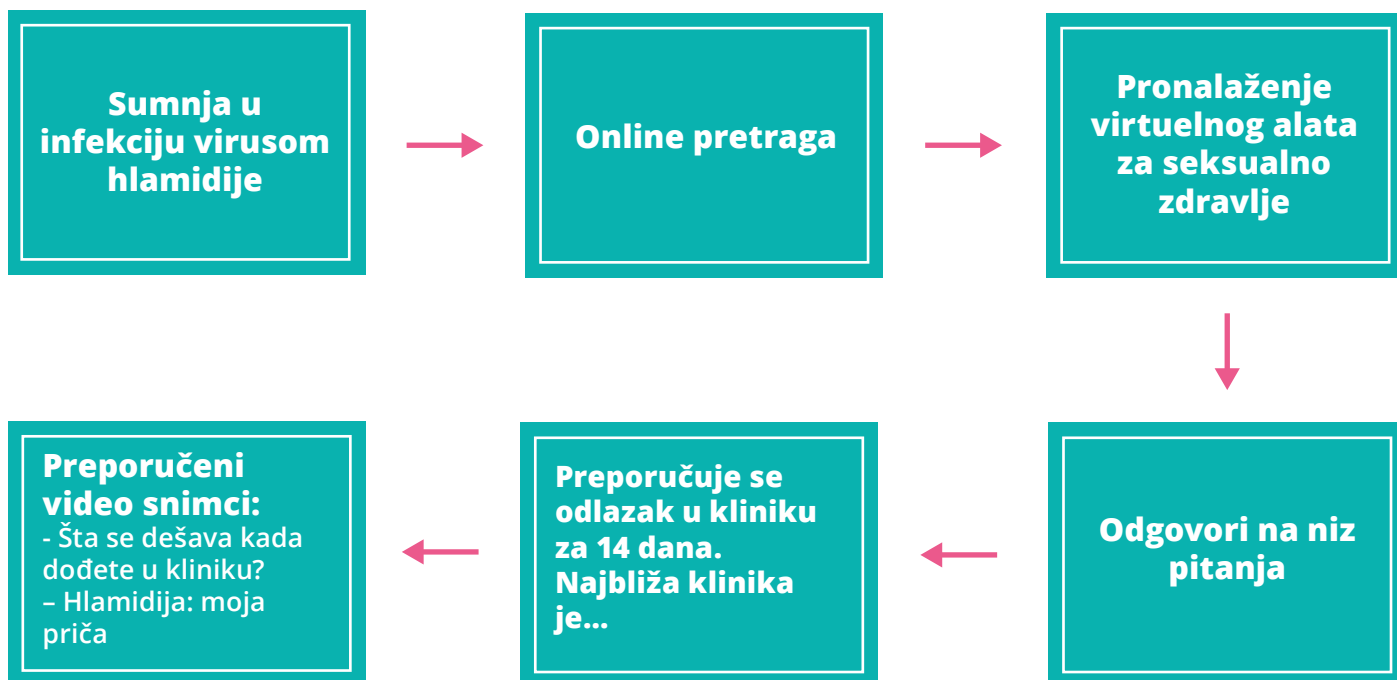 Sumnja u
infekciju virusom
hlamidije
Online pretraga
Pronalaženje
virtuelnog alata
za seksualno
zdravlje
Odgovori na niz
pitanja
Preporučuje se
odlazak u kliniku
za 14 dana.
Najbliža klinika
je...
Preporučeni
video snimci:
- Šta se dešava kada
dođete u kliniku?
– Hlamidija: moja
priča